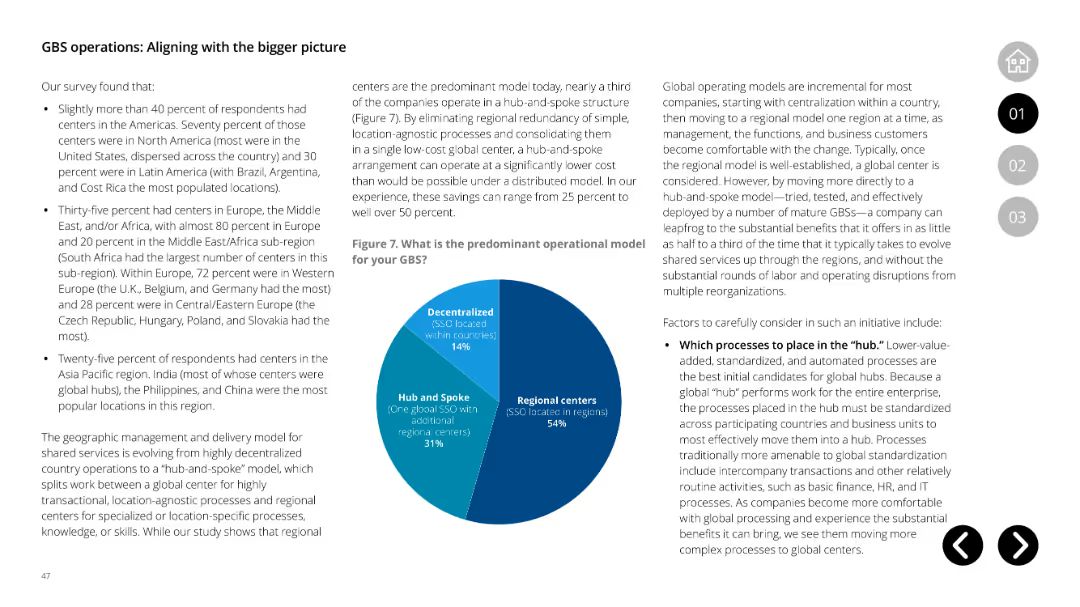 GBS operations: Aligning with the bigger picture
Our survey found that:
• Slightly more than 40 percent of respondents had
centers in the Americas. Seventy percent of those
centers were in North America (most were in the
United States, dispersed across the country) and 30
percent were in Latin America (with Brazil, Argentina,
and Cost Rica the most populated locations).
• Thirty-five percent had centers in Europe, the Middle
East, and/or Africa, with almost 80 percent in Europe
and 20 percent in the Middle East/Africa sub-region
(South Africa had the largest number of centers in this
sub-region). Within Europe, 72 percent were in Western
Europe (the U.K., Belgium, and Germany had the most)
and 28 percent were in Central/Eastern Europe (the
Czech Republic, Hungary, Poland, and Slovakia had the
most).
• Twenty-five percent of respondents had centers in the
Asia Pacific region. India (most of whose centers were
global hubs), the Philippines, and China were the most
popular locations in this region.
The geographic management and delivery model for
shared services is evolving from highly decentralized
country operations to a “hub-and-spoke” model, which
splits work between a global center for highly
transactional, location-agnostic processes and regional
centers for specialized or location-specific processes,
knowledge, or skills. While our study shows that regional
centers are the predominant model today, nearly a third
of the companies operate in a hub-and-spoke structure
(Figure 7). By eliminating regional redundancy of simple,
location-agnostic processes and consolidating them
in a single low-cost global center, a hub-and-spoke
arrangement can operate at a significantly lower cost
than would be possible under a distributed model. In our
experience, these savings can range from 25 percent to
well over 50 percent.
Figure 7. What is the predominant operational model
for your GBS?
Decentralized
(SSO located
within countries)
14%
Hub and Spoke
(One global SSO with
additional
regional centers)
31%
Regional centers
(SSO located in regions)
54%
Global operating models are incremental for most
companies, starting with centralization within a country,
then moving to a regional model one region at a time, as
management, the functions, and business customers
become comfortable with the change. Typically, once
the regional model is well-established, a global center is
considered. However, by moving more directly to a
hub-and-spoke model—tried, tested, and effectively
deployed by a number of mature GBSs—a company can
leapfrog to the substantial benefits that it offers in as little
as half to a third of the time that it typically takes to evolve
shared services up through the regions, and without the
substantial rounds of labor and operating disruptions from
multiple reorganizations.
Factors to carefully consider in such an initiative include:
• Which processes to place in the “hub.” Lower-value-
added, standardized, and automated processes are
the best initial candidates for global hubs. Because a
global “hub” performs work for the entire enterprise,
the processes placed in the hub must be standardized
across participating countries and business units to
most effectively move them into a hub. Processes
traditionally more amenable to global standardization
include intercompany transactions and other relatively
routine activities, such as basic finance, HR, and IT
processes. As companies become more comfortable
with global processing and experience the substantial
benefits it can bring, we see them moving more
complex processes to global centers.
01
02
03
47